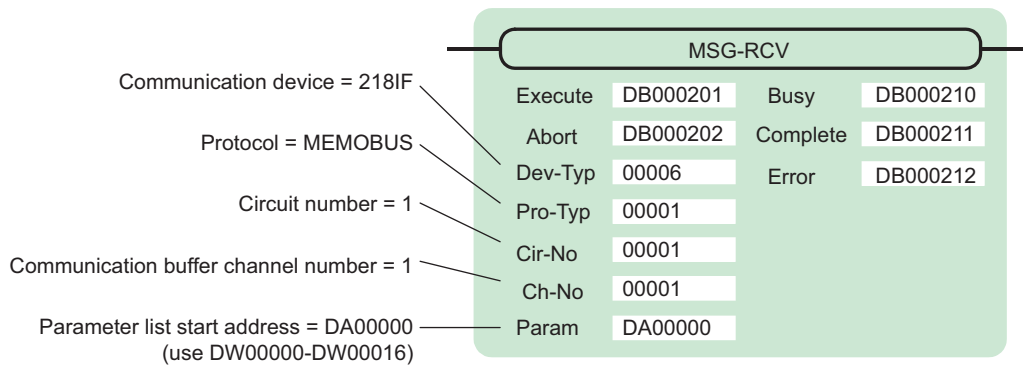 MSG-RCV
Communication device = 218IF
Execute DB000201 Busy DB000210
Protocol = MEMOBUS
Abort DB000202 Complete DB000211
Dev-Typ 00006 Error DB000212
Circuit number = 1
Pro-Typ 00001
Cir-No 00001
Communication buffer channel number = 1
Ch-No 00001
Parameter list start address = DA00000
(use DW00000-DW00016)
Param DA00000